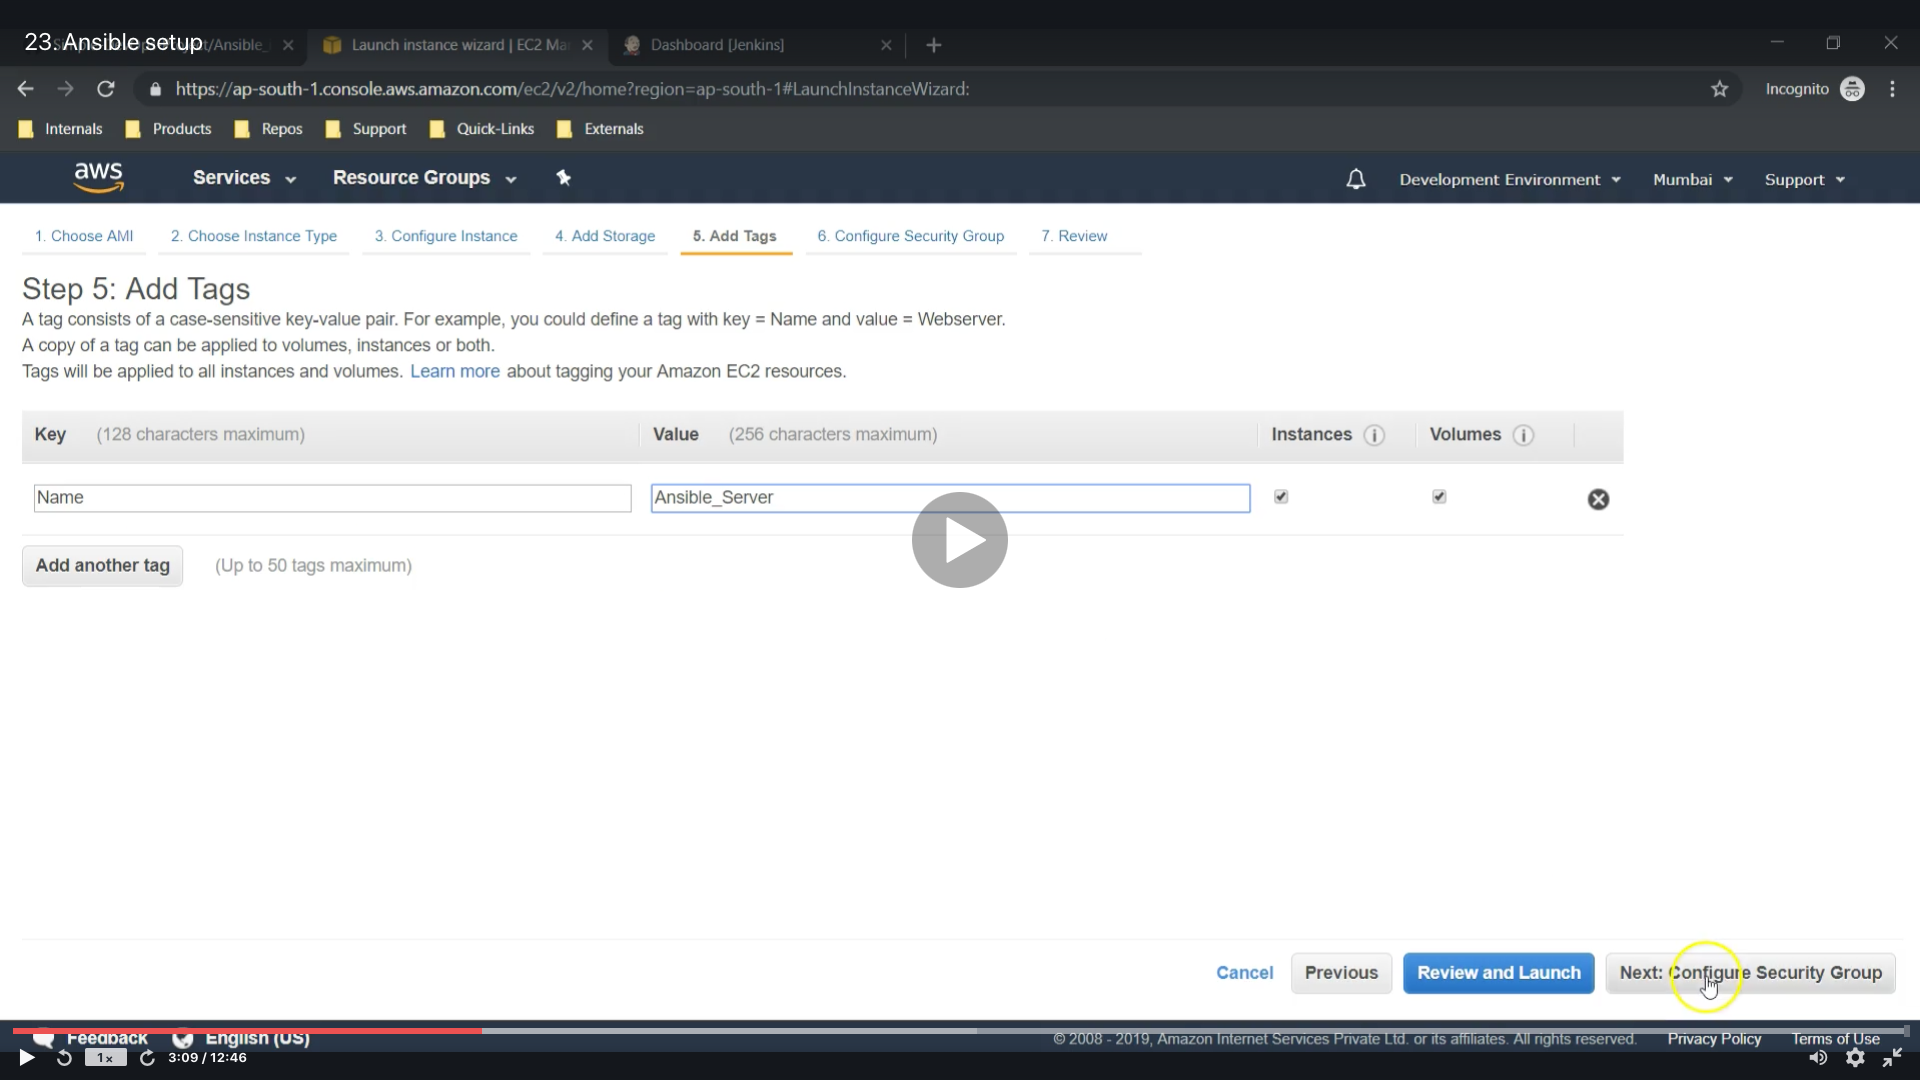 23. Ansible setup
Launch instance wizard | EC2 Ma
Dashboard [Jenkins]
https://ap-south-1.console.aws.amazon.com/ec2/v2/home?region=ap-south-1#LaunchInstanceWizard:
Incognito
Internals Products Repos Support Quick-Links Externals
aws Services Resource Groups Development Environment Mumbai Support
1. Choose AMI 2. Choose Instance Type 3. Configure Instance 4. Add Storage 5. Add Tags 6. Configure Security Group 7. Review
Step 5: Add Tags
A tag consists of a case-sensitive key-value pair. For example, you could define a tag with key = Name and value = Webserver.
A copy of a tag can be applied to volumes, instances or both.
Tags will be applied to all instances and volumes. Learn more about tagging your Amazon EC2 resources.
Key (128 characters maximum) Value (256 characters maximum) Instances Volumes
Name Ansible_Server
Add another tag (Up to 50 tags maximum)
Cancel Previous Review and Launch Next: Configure Security Group
Feedback English (US) © 2008 - 2019, Amazon Internet Services Private Ltd. or its affiliates. All rights reserved. Privacy Policy Terms of Use
1x 3:09 / 12:46